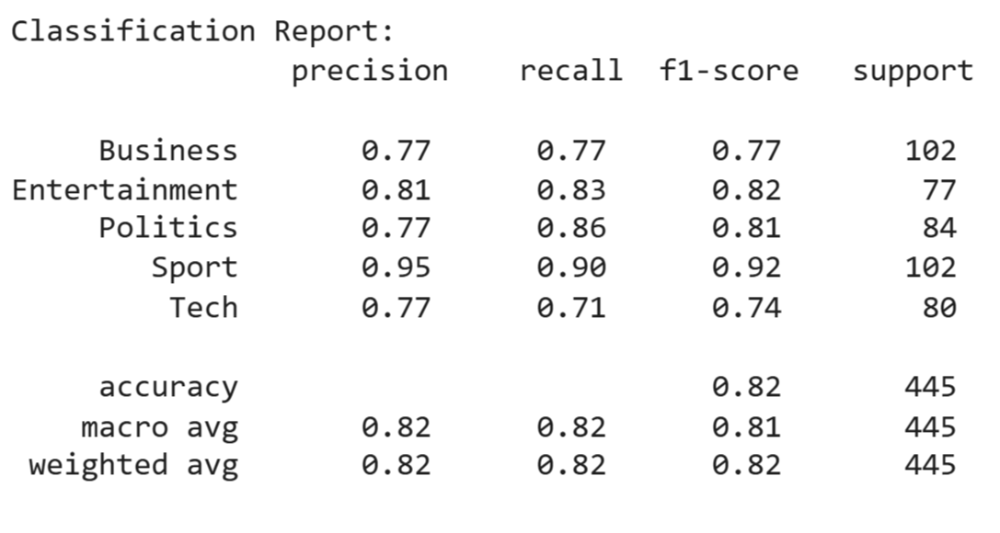 Classification Report:
precision recall f1-score support
Business 0.77 0.77 0.77 102
Entertainment 0.81 0.83 0.82 77
Politics 0.77 0.86 0.81 84
Sport 0.95 0.90 0.92 102
Tech 0.77 0.71 0.74 80
accuracy 0.82 445
macro avg 0.82 0.82 0.81 445
weighted avg 0.82 0.82 0.82 445